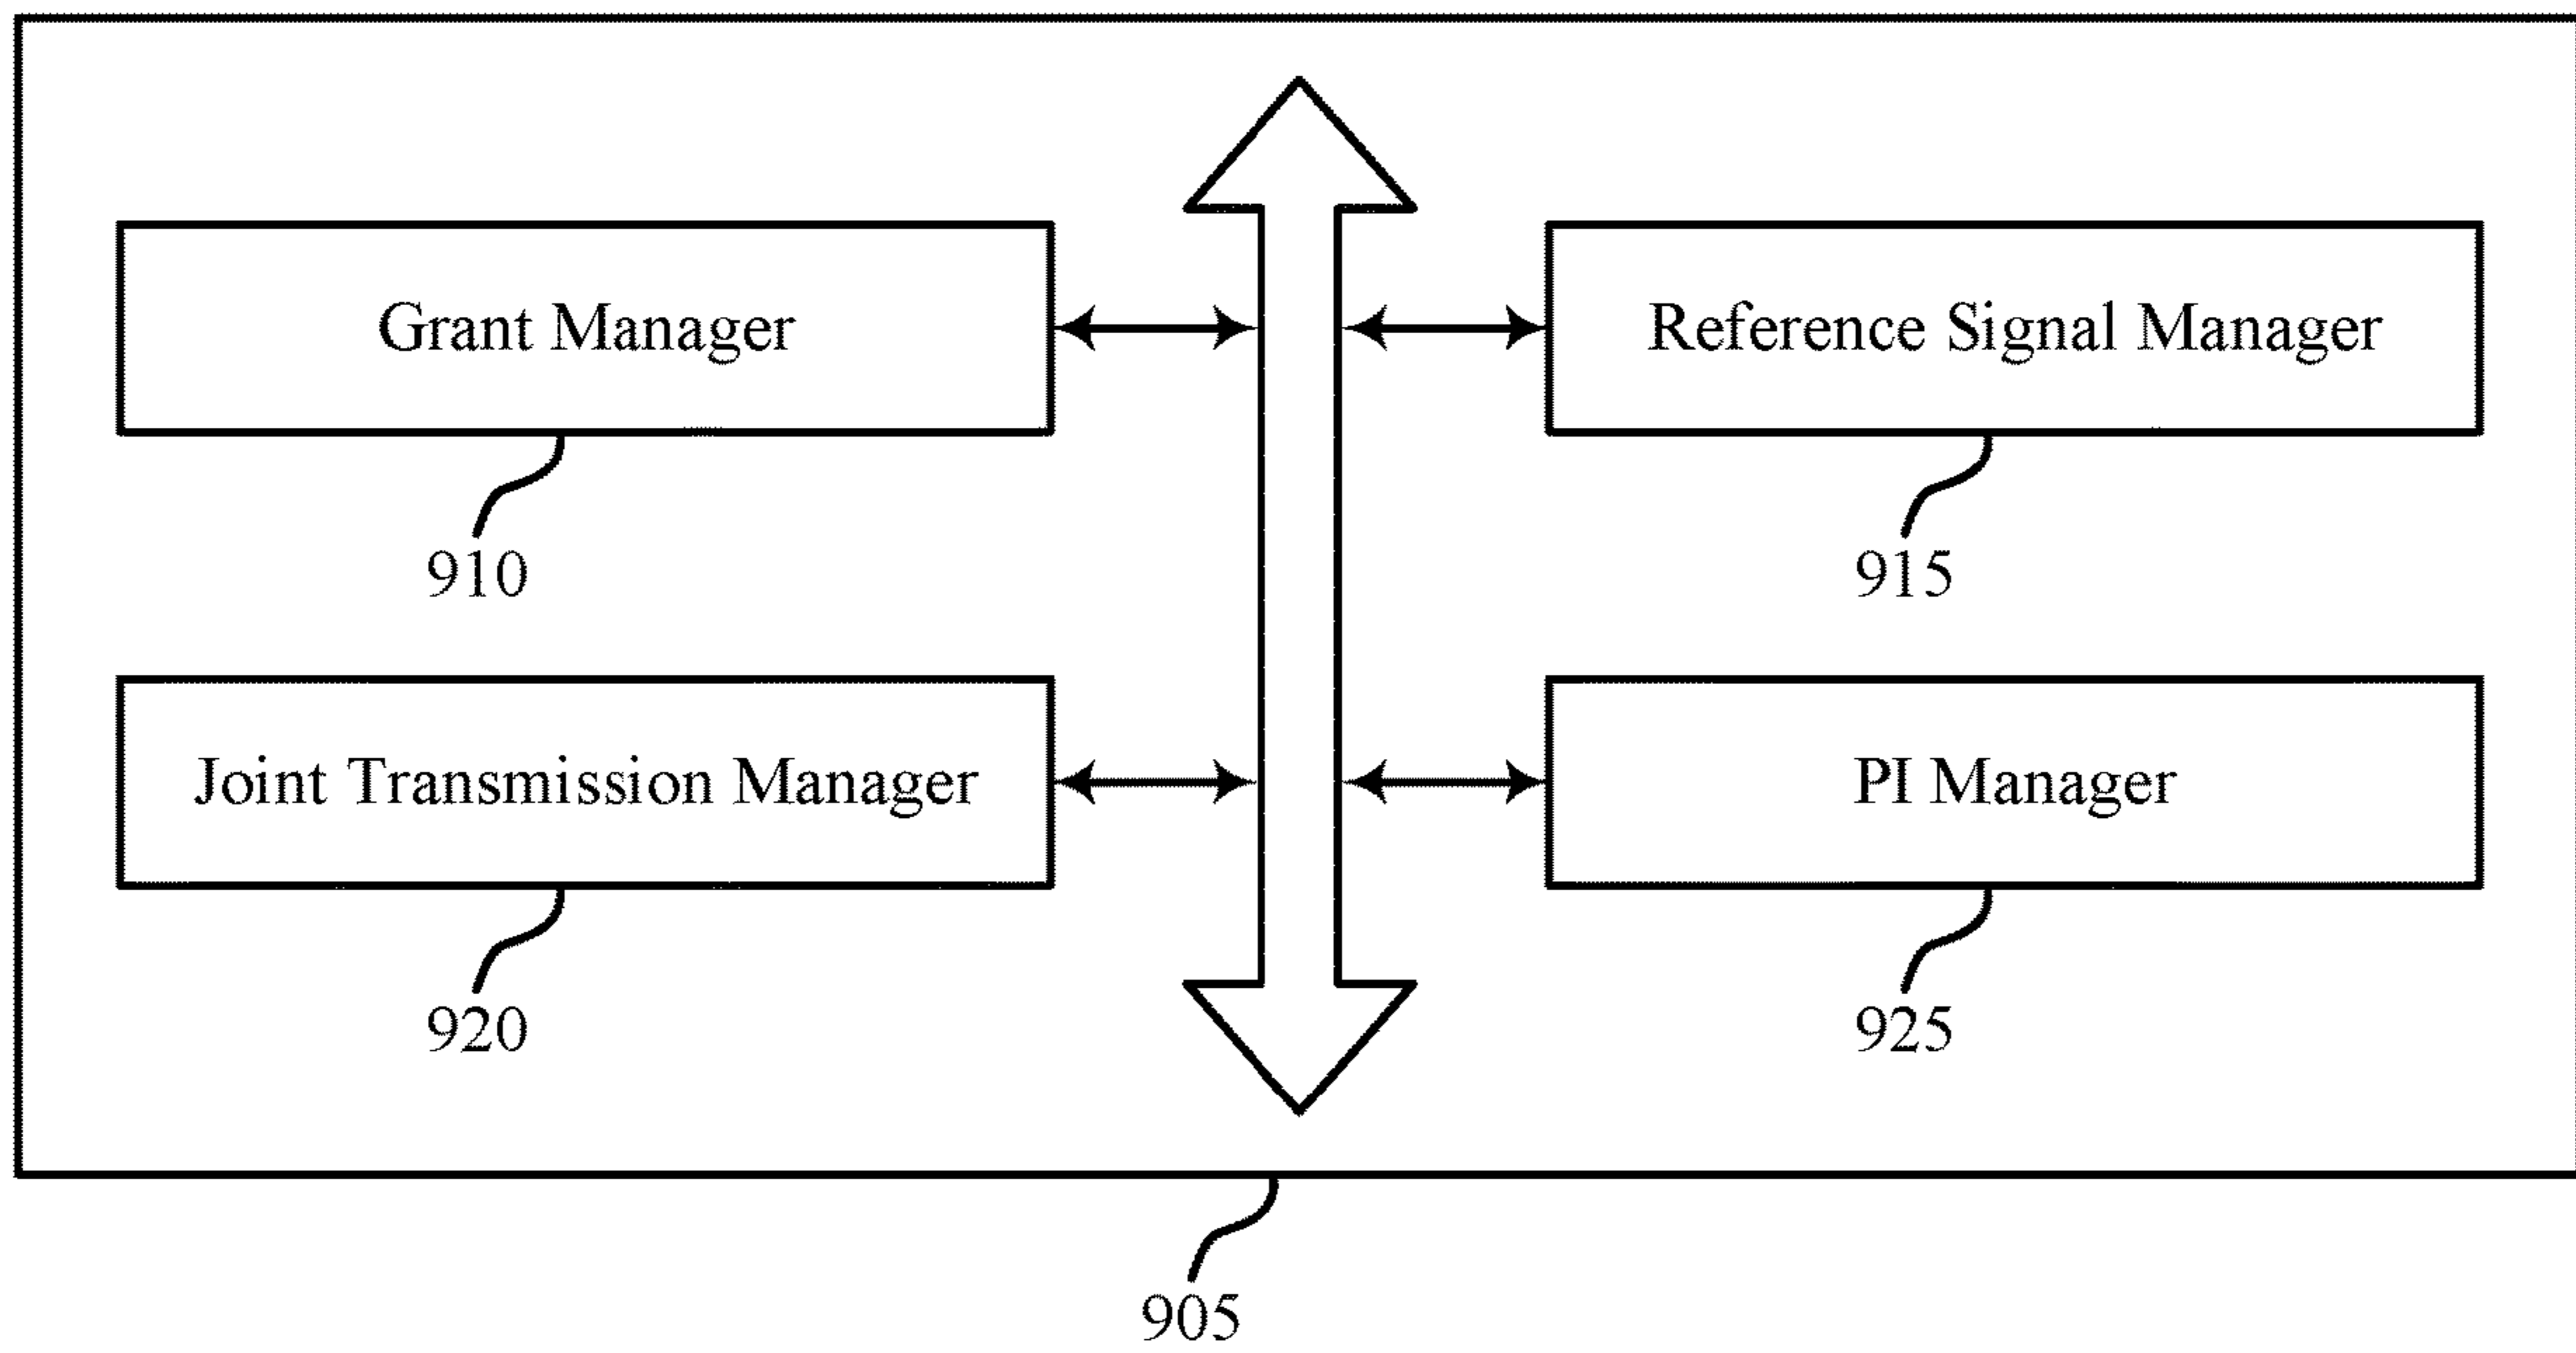 Grant Manager
Reference Signal Manager
910
915
Joint Transmission Manager
PI Manager
920
925
905